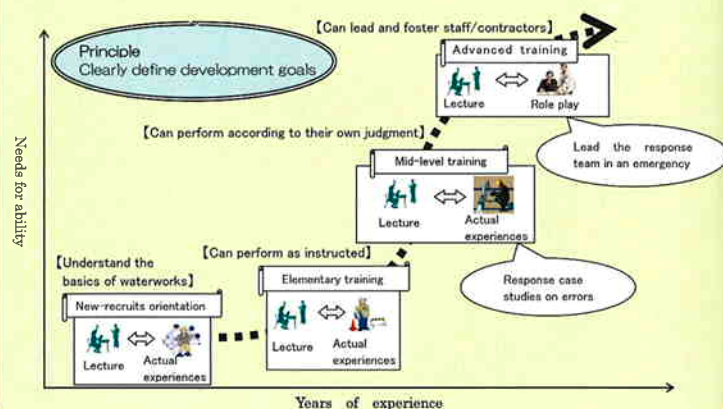 【Can lead and foster staff/contractors】
Principle
Clearly define development goals
Advanced training
Lecture
Role play
【Can perform according to their own judgment】
Lead the response
team in an emergency
Mid-level training
Lecture
Actual
experiences
Needs for ability
【Understand the
basics of waterworks】
【Can perform as instructed】
Response case
studies on errors
New-recruits orientation
Elementary training
Lecture
Actual
experiences
Lecture
Actual
experiences
Years of experience